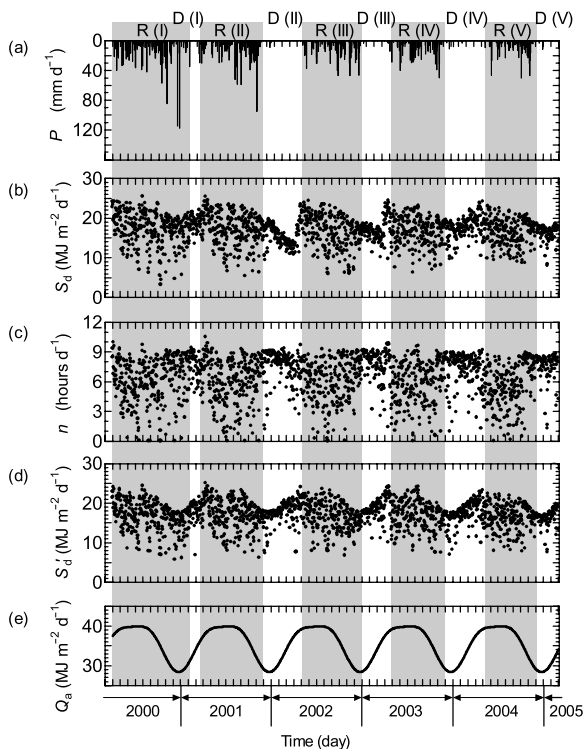 D (I) D (II) D (III) D (IV) D (V)
R (I) R (II) R (III) R (IV) R (V)
(a)
P (mm d⁻¹)
0
40
80
120
(b)
S_d (MJ m⁻² d⁻¹)
30
20
10
0
(c)
n (hours d⁻¹)
12
9
6
3
0
(d)
S_d′ (MJ m⁻² d⁻¹)
30
20
10
0
(e)
Q_a (MJ m⁻² d⁻¹)
40
30
2000 2001 2002 2003 2004 2005
Time (day)